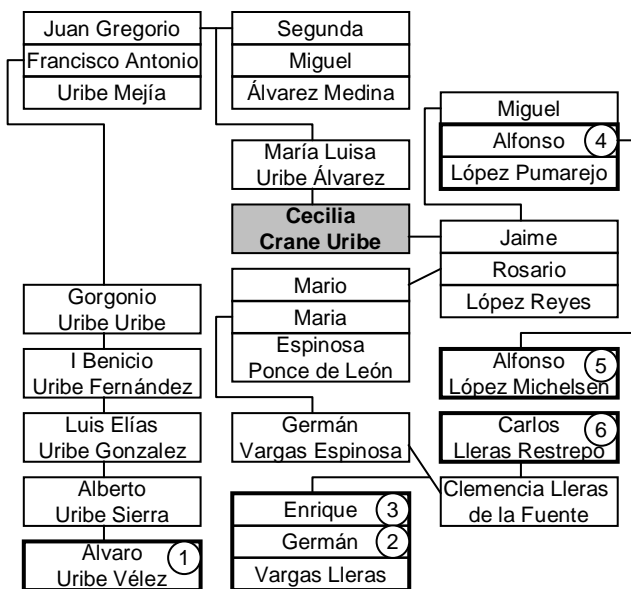 Juan Gregorio
Francisco Antonio
Uribe Mejía
Segunda
Miguel
Álvarez Medina
María Luisa
Uribe Álvarez
Cecilia
Crane Uribe
Miguel
Alfonso 4
López Pumarejo
Jaime
Rosario
López Reyes
Mario
Maria
Espinosa
Ponce de León
Gorgonio
Uribe Uribe
I Benicio
Uribe Fernández
Luis Elías
Uribe Gonzalez
Alberto
Uribe Sierra
Alvaro 1
Uribe Vélez
Germán
Vargas Espinosa
Enrique 3
Germán 2
Vargas Lleras
Alfonso 5
López Michelsen
Carlos 6
Lleras Restrepo
Clemencia Lleras
de la Fuente